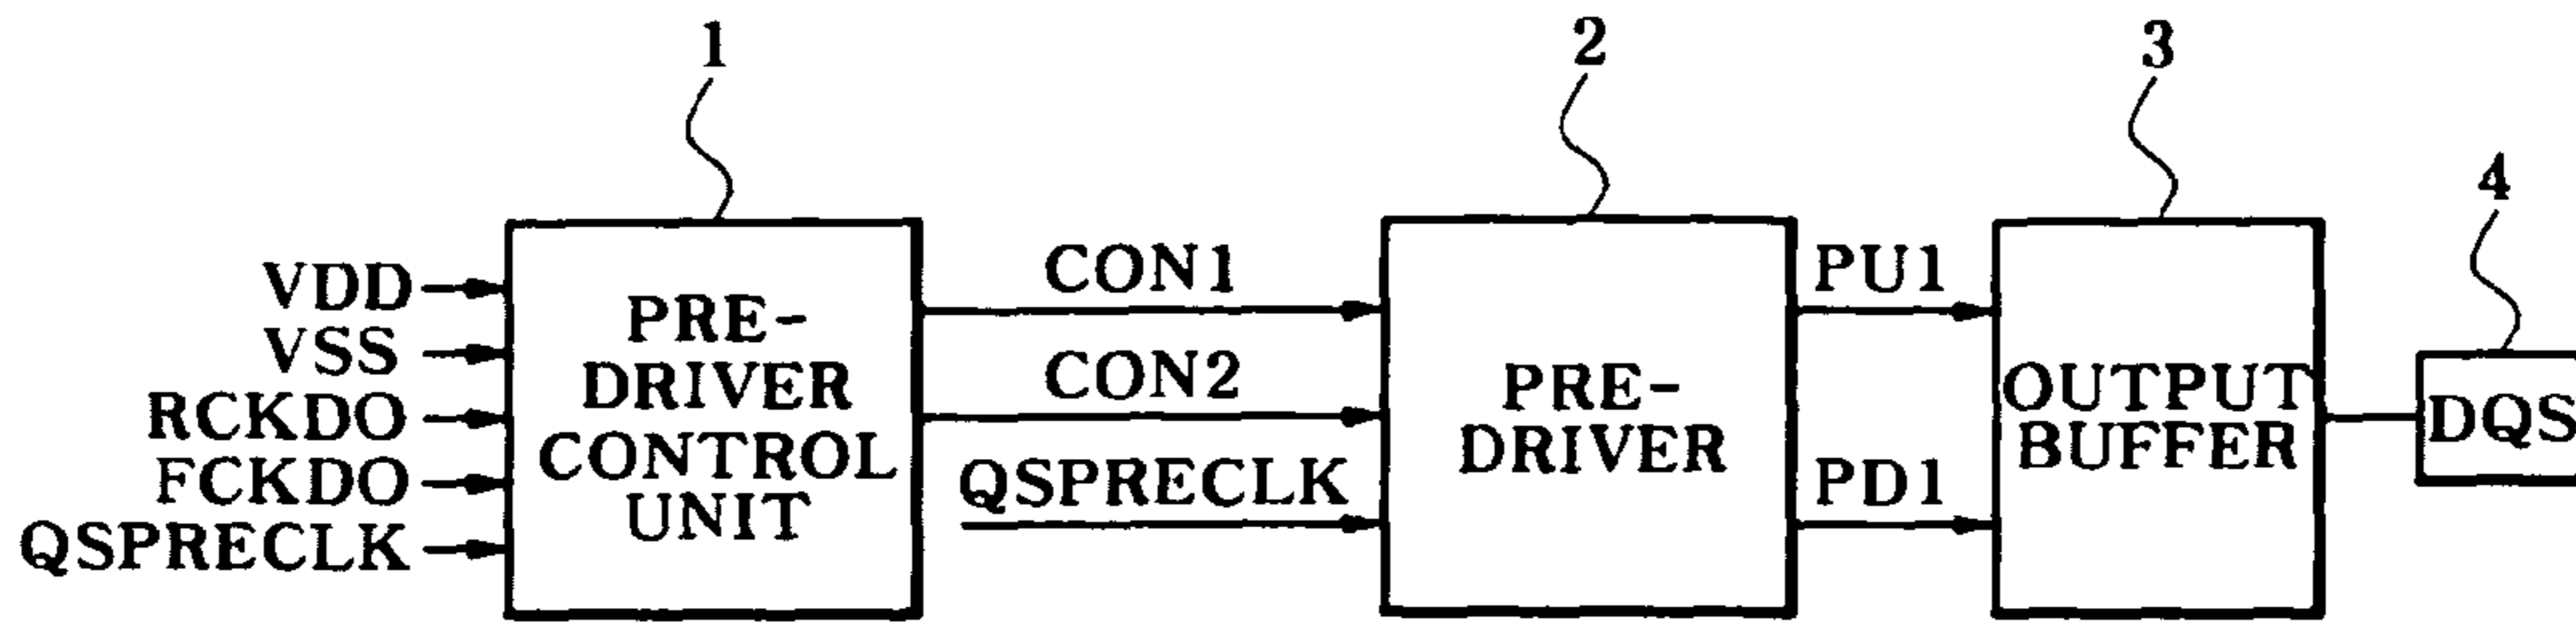 1
2
3
4
VDD
VSS
RCKDO
FCKDO
QSPRECLK
PRE-
DRIVER
CONTROL
UNIT
CON1
CON2
QSPRECLK
PRE-
DRIVER
PU1
PD1
OUTPUT
BUFFER
DQS